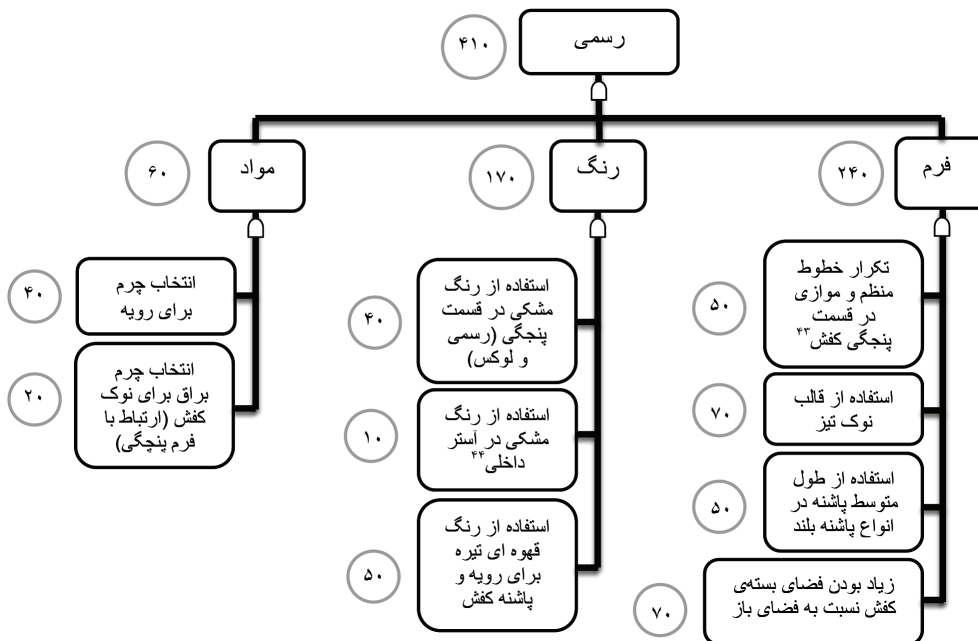 رسمی
۴۱۰
فرم
۲۴۰
تکرار خطوط
منظم و موازی
در قسمت
پنجگی کفش۴۳
۵۰
استفاده از قالب
نوک تیز
۷۰
استفاده از طول
متوسط پاشنه در
انواع پاشنه بلند
۵۰
زیاد بودن فضای بسته‌ی
کفش نسبت به فضای باز
۷۰
رنگ
۱۷۰
استفاده از رنگ
مشکی در قسمت
پنجگی (رسمی
و لوکس)
۴۰
استفاده از رنگ
مشکی در آستر
داخلی۴۴
۱۰
استفاده از رنگ
قهوه ای تیره
برای رویه و
پاشنه کفش
۵۰
مواد
۶۰
انتخاب چرم
برای رویه
۴۰
انتخاب چرم
براق برای نوک
کفش (ارتباط با
فرم پنچگی)
۲۰